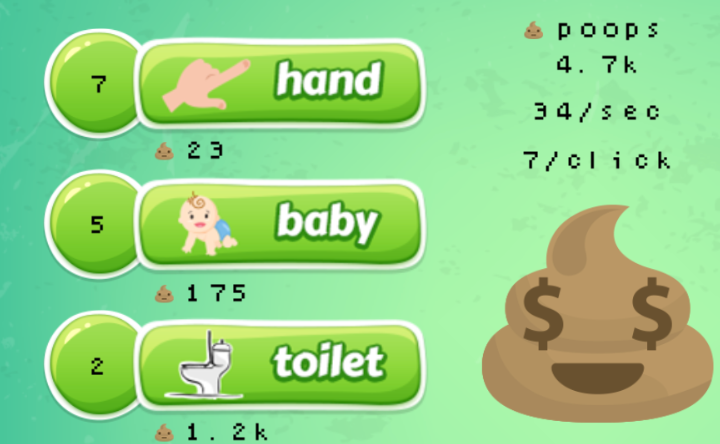 7
hand
23
5
baby
175
2
toilet
1.2k
poops
4.7k
34/sec
7/click
$ $